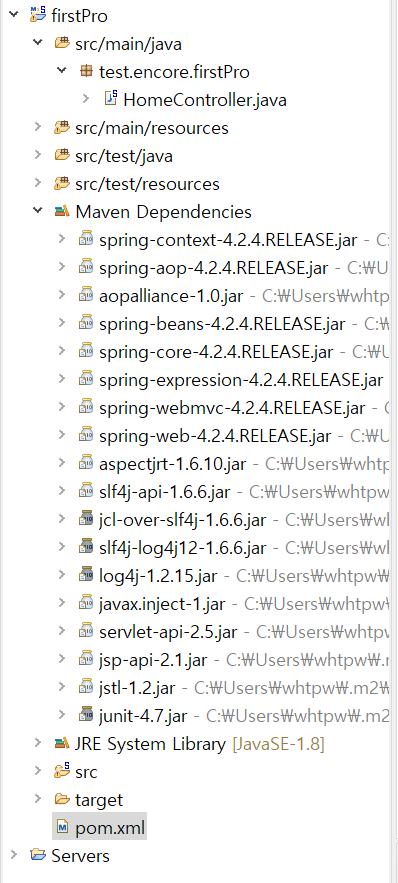 firstPro
src/main/java
test.encore.firstPro
HomeController.java
src/main/resources
src/test/java
src/test/resources
Maven Dependencies
spring-context-4.2.4.RELEASE.jar - C:
spring-aop-4.2.4.RELEASE.jar - C:₩U
aopalliance-1.0.jar - C:₩Users₩whtpw
spring-beans-4.2.4.RELEASE.jar - C:₩
spring-core-4.2.4.RELEASE.jar - C:₩U
spring-expression-4.2.4.RELEASE.jar
spring-webmvc-4.2.4.RELEASE.jar -
spring-web-4.2.4.RELEASE.jar - C:₩U
aspectjrt-1.6.10.jar - C:₩Users₩whtp
slf4j-api-1.6.6.jar - C:₩Users₩whtpw
jcl-over-slf4j-1.6.6.jar - C:₩Users₩wl
slf4j-log4j12-1.6.6.jar - C:₩Users₩wl
log4j-1.2.15.jar - C:₩Users₩whtpw₩
javax.inject-1.jar - C:₩Users₩whtpw₩
servlet-api-2.5.jar - C:₩Users₩whtpw
jsp-api-2.1.jar - C:₩Users₩whtpw₩.r
jstl-1.2.jar - C:₩Users₩whtpw₩.m2₩
junit-4.7.jar - C:₩Users₩whtpw₩.m2
JRE System Library [JavaSE-1.8]
src
target
pom.xml
Servers